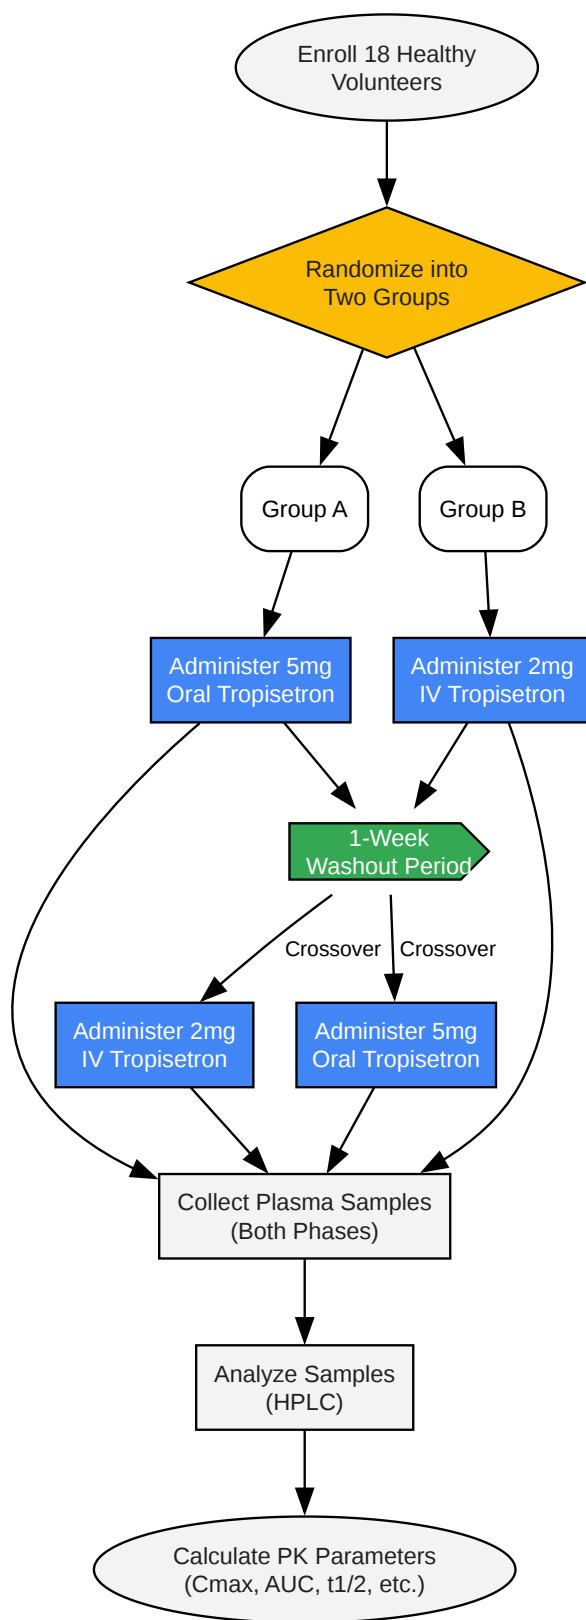 Enroll 18 Healthy
Volunteers
Randomize into
Two Groups
Group A
Group B
Administer 5mg
Oral Tropisetron
Administer 2mg
IV Tropisetron
1-Week
Washout Period
Crossover
Crossover
Administer 2mg
IV Tropisetron
Administer 5mg
Oral Tropisetron
Collect Plasma Samples
(Both Phases)
Analyze Samples
(HPLC)
Calculate PK Parameters
(Cmax, AUC, t1/2, etc.)